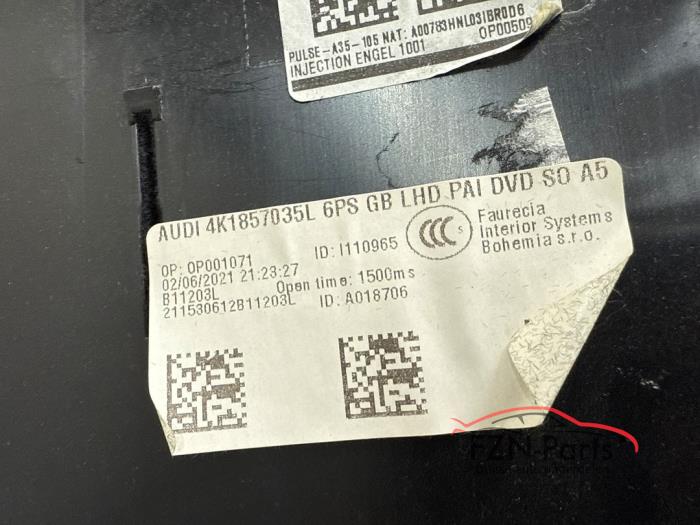 PULSE-A35-105 NAT: A00783HNL03IBR0D6
INJECTION ENGEL 1001 OP00509
AUDI 4K1857035L 6PS GB LHD PAI DVD SO A5
OP: OP001071 ID: I110965
02/06/2021 21:23:27
B11203L Open time: 1500ms
211530612B11203L ID: A018706
CCC S
Faurecia
Interior Systems
Bohemia s.r.o.
FZN-Parts